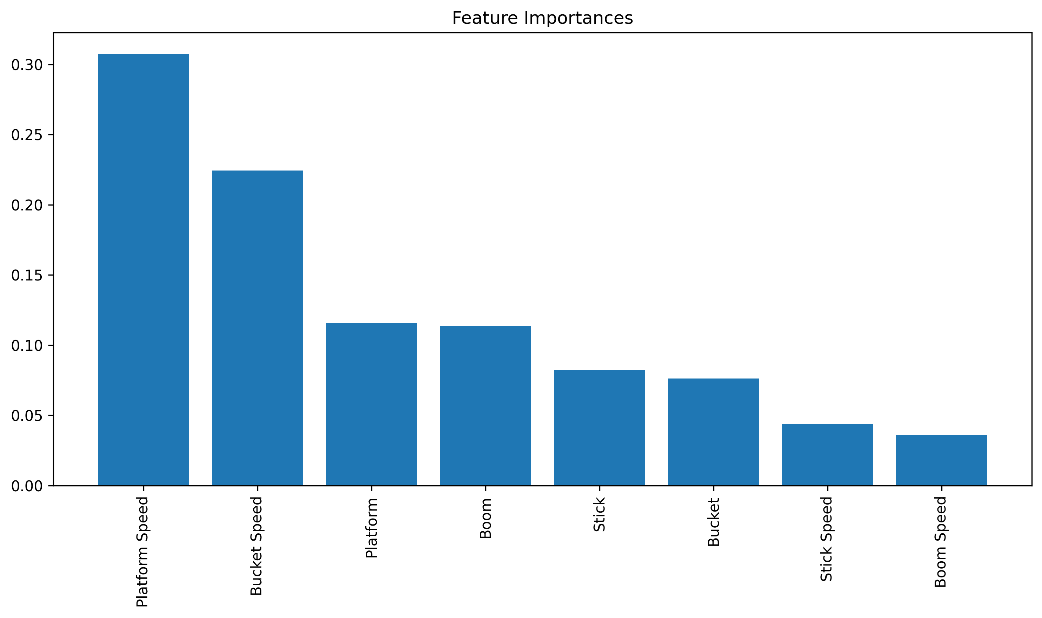 Feature Importances
0.30
0.25
0.20
0.15
0.10
0.05
0.00
Platform Speed
Bucket Speed
Platform
Boom
Stick
Bucket
Stick Speed
Boom Speed